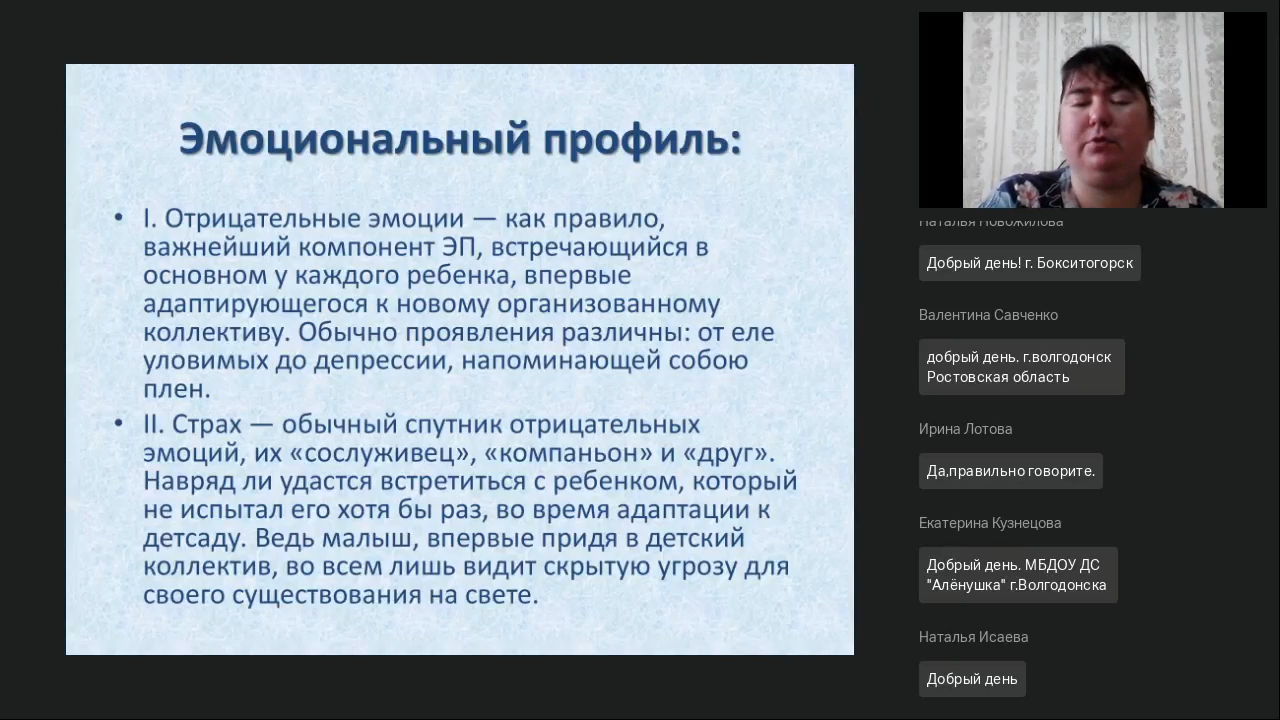 Эмоциональный профиль:
• I. Отрицательные эмоции — как правило,
важнейший компонент ЭП, встречающийся в
основном у каждого ребенка, впервые
адаптирующегося к новому организованному
коллективу. Обычно проявления различны: от еле
уловимых до депрессии, напоминающей собою
плен.
• II. Страх — обычный спутник отрицательных
эмоций, их «сослуживец», «компаньон» и «друг».
Навряд ли удастся встретиться с ребенком, который
не испытал его хотя бы раз, во время адаптации к
детсаду. Ведь малыш, впервые придя в детский
коллектив, во всем лишь видит скрытую угрозу для
своего существования на свете.
Наталья Новожилова
Добрый день! г. Бокситогорск
Валентина Савченко
добрый день. г.волгодонск
Ростовская область
Ирина Лотова
Да,правильно говорите.
Екатерина Кузнецова
Добрый день. МБДОУ ДС
"Алёнушка" г.Волгодонска
Наталья Исаева
Добрый день